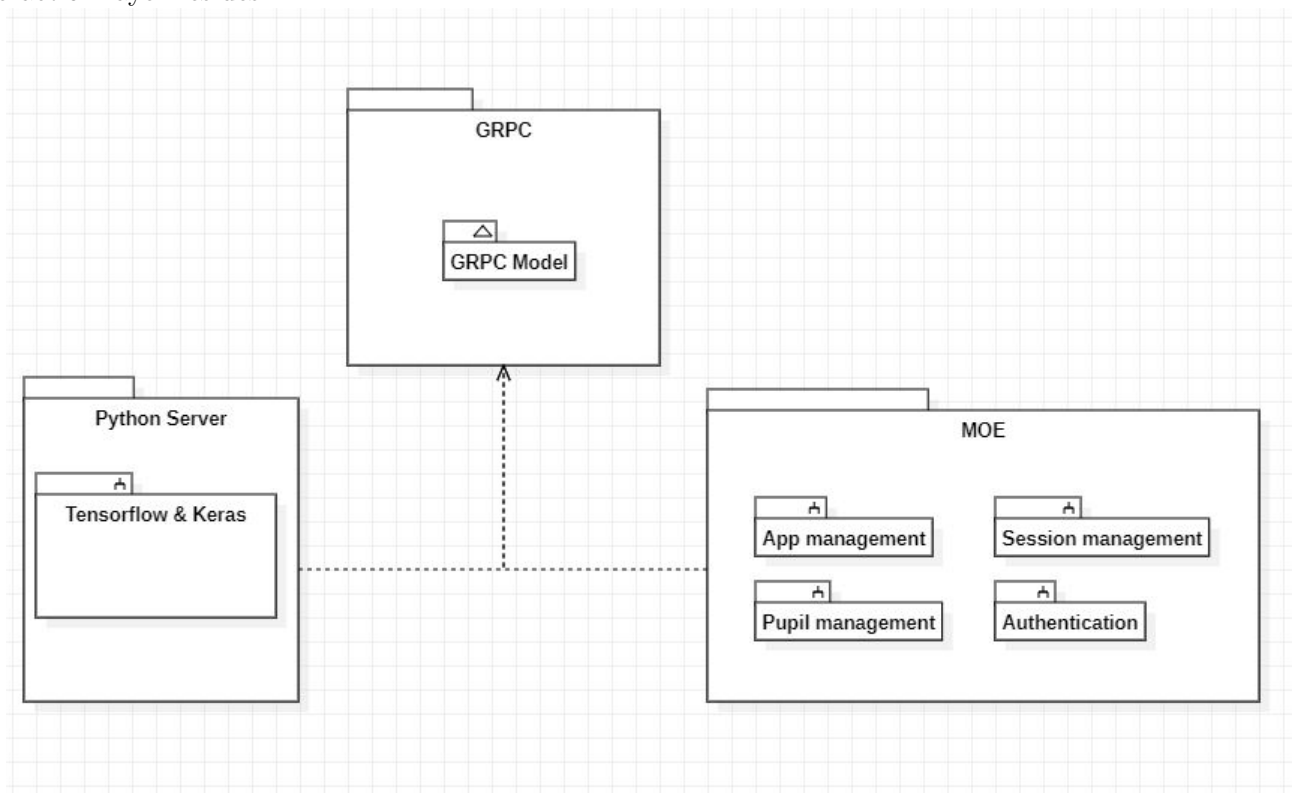 GRPC
GRPC Model
Python Server
Tensorflow & Keras
MOE
App management
Session management
Pupil management
Authentication